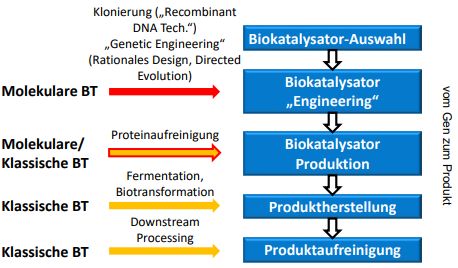 Klonierung („Recombinant
DNA Tech.“)
„Genetic Engineering“
(Rationales Design, Directed
Evolution)
Biokatalysator-Auswahl
Molekulare BT
Biokatalysator
„Engineering“
Molekulare/
Klassische BT
Proteinaufreinigung
Biokatalysator
Produktion
Klassische BT
Fermentation,
Biotransformation
Produktherstellung
Klassische BT
Downstream
Processing
Produktaufreinigung
vom Gen zum Produkt